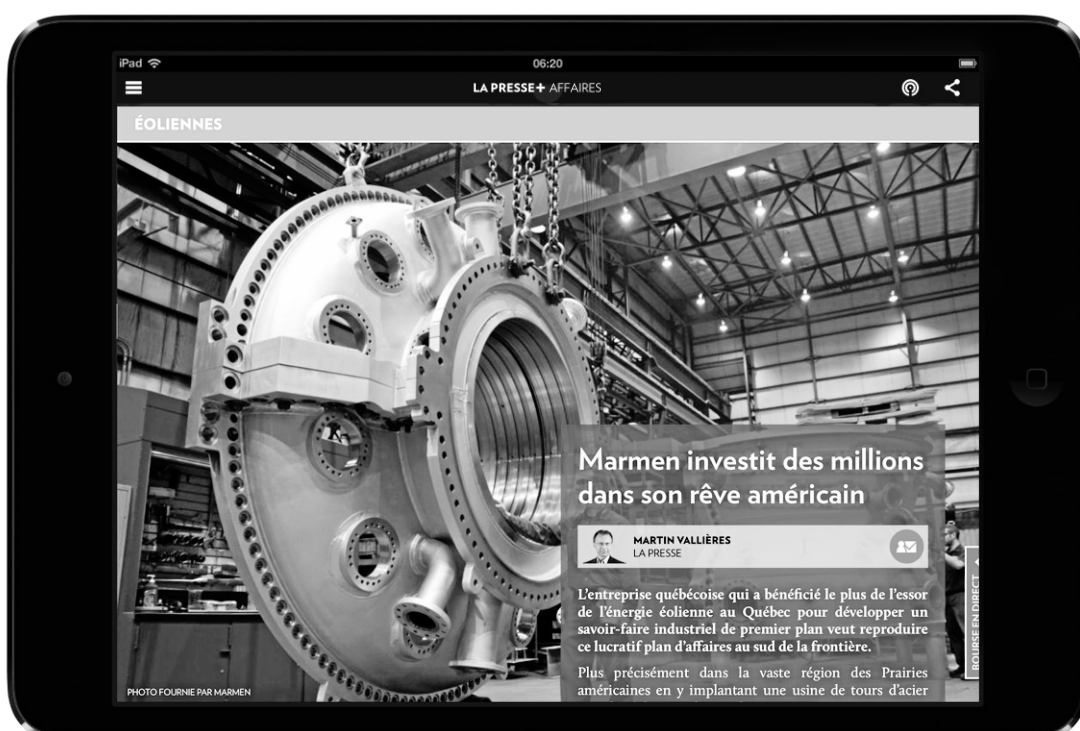 iPad
06:20
LA PRESSE+ AFFAIRES
ÉOLIENNES
Marmen investit des millions
dans son rêve américain
MARTIN VALLIÈRES
LA PRESSE
L'entreprise québécoise qui a bénéficié le plus de l'essor
de l'énergie éolienne au Québec pour développer un
savoir-faire industriel de premier plan veut reproduire
ce lucratif plan d'affaires au sud de la frontière.
Plus précisément dans la vaste région des Prairies
américaines en y implantant une usine de tours d'acier
BOURSE EN DIRECT
PHOTO FOURNIE PAR MARMEN